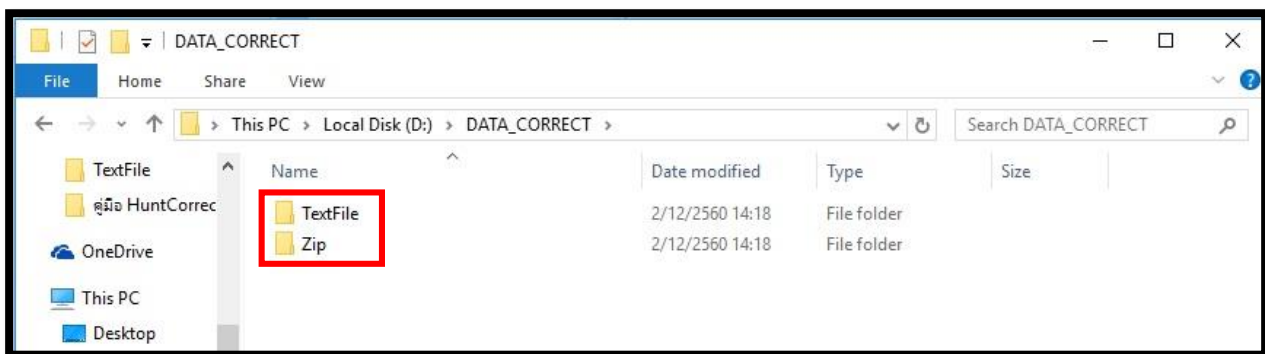 DATA_CORRECT
File Home Share View
This PC > Local Disk (D:) > DATA_CORRECT >
Search DATA_CORRECT
TextFile
คู่มือ HuntCorrec
OneDrive
This PC
Desktop
Name Date modified Type Size
TextFile 2/12/2560 14:18 File folder
Zip 2/12/2560 14:18 File folder